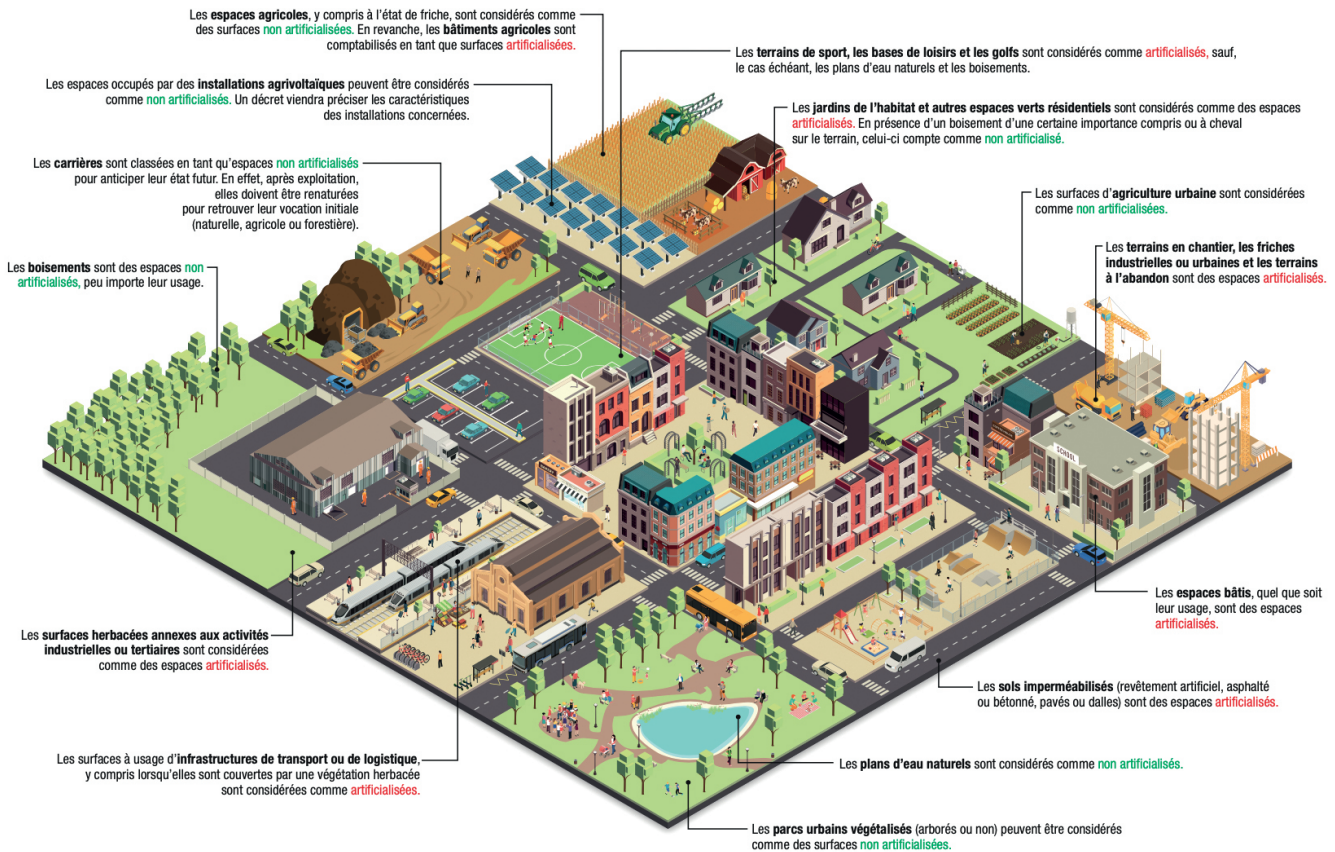 Les espaces agricoles, y compris à l'état de friche, sont considérés comme
des surfaces non artificialisées. En revanche, les bâtiments agricoles sont
comptabilisés en tant que surfaces artificialisées.
Les terrains de sport, les bases de loisirs et les golfs sont considérés comme artificialisés, sauf,
le cas échéant, les plans d'eau naturels et les boisements.
Les espaces occupés par des installations agrivoltaïques peuvent être considérés
comme non artificialisés. Un décret viendra préciser les caractéristiques
des installations concernées.
Les jardins de l'habitat et autres espaces verts résidentiels sont considérés comme des espaces
artificialisés. En présence d'un boisement d'une certaine importance compris ou à cheval
sur le terrain, celui-ci compte comme non artificialisé.
Les carrières sont classées en tant qu'espaces non artificialisés
pour anticiper leur état futur. En effet, après exploitation,
elles doivent être renaturées
pour retrouver leur vocation initiale
(naturelle, agricole ou forestière).
Les surfaces d'agriculture urbaine sont considérées
comme non artificialisées.
Les terrains en chantier, les friches
industrielles ou urbaines et les terrains
à l'abandon sont des espaces artificialisés.
Les boisements sont des espaces non
artificialisés, peu importe leur usage.
SCHOOL
Les espaces bâtis, quel que soit
leur usage, sont des espaces
artificialisés.
Les surfaces herbacées annexes aux activités
industrielles ou tertiaires sont considérées
comme des espaces artificialisés.
Les sols imperméabilisés (revêtement artificiel, asphalté
ou bétonné, pavés ou dalles) sont des espaces artificialisés.
Les surfaces à usage d'infrastructures de transport ou de logistique,
y compris lorsqu'elles sont couvertes par une végétation herbacée
sont considérées comme artificialisées.
Les plans d'eau naturels sont considérés comme non artificialisés.
Les parcs urbains végétalisés (arborés ou non) peuvent être considérés
comme des surfaces non artificialisées.